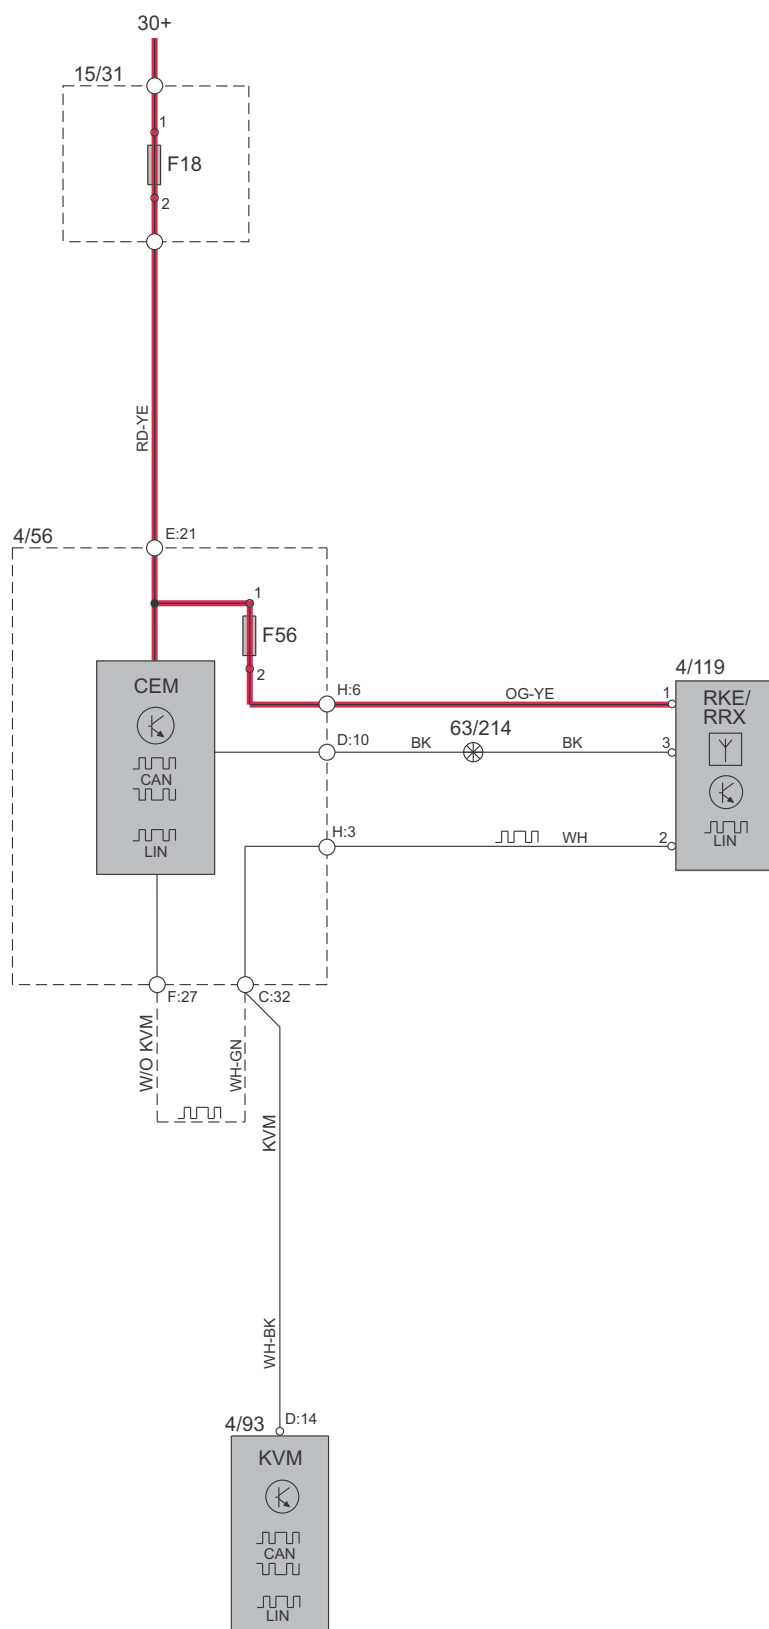 30+
15/31
1
F18
2
RD-YE
4/56
E:21
1
F56
2
4/119
CEM
H:6
OG-YE
1
RKE/
RRX
63/214
D:10
BK
BK
3
CAN
LIN
H:3
WH
2
LIN
F:27
C:32
W/O KVM
WH-GN
KVM
WH-BK
4/93
D:14
KVM
CAN
LIN